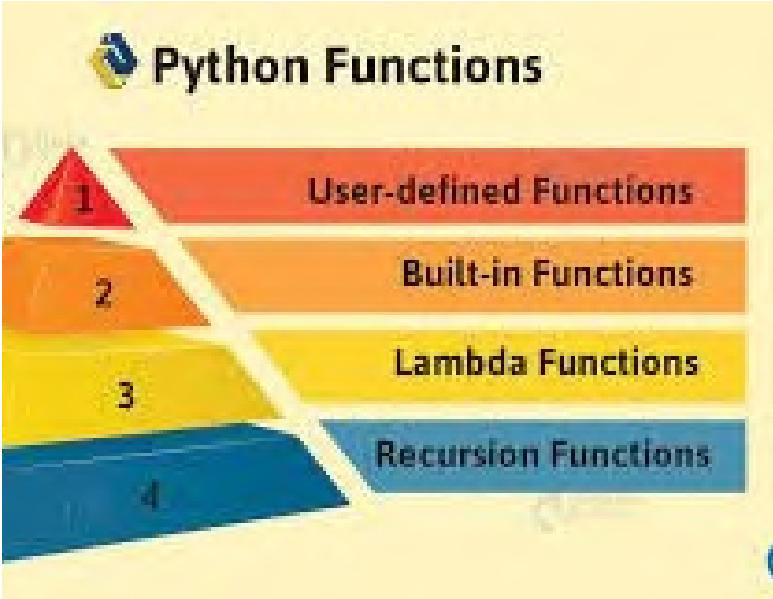 Python Functions
1
User-defined Functions
2
Built-in Functions
3
Lambda Functions
4
Recursion Functions